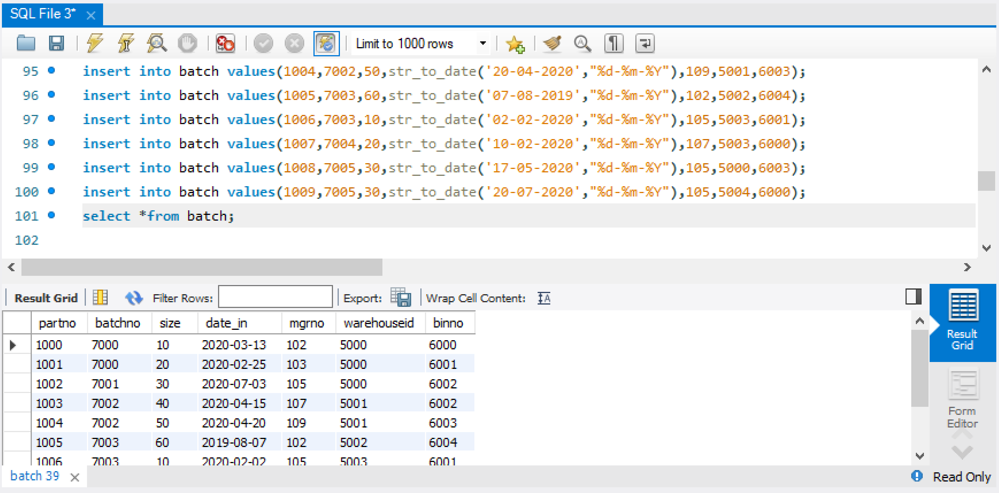 SQL File 3*
Limit to 1000 rows
95 insert into batch values(1004,7002,50,str_to_date('20-04-2020',"%d-%m-%Y"),109,5001,6003);
96 insert into batch values(1005,7003,60,str_to_date('07-08-2019',"%d-%m-%Y"),102,5002,6004);
97 insert into batch values(1006,7003,10,str_to_date('02-02-2020',"%d-%m-%Y"),105,5003,6001);
98 insert into batch values(1007,7004,20,str_to_date('10-02-2020',"%d-%m-%Y"),107,5003,6000);
99 insert into batch values(1008,7005,30,str_to_date('17-05-2020',"%d-%m-%Y"),105,5000,6003);
100 insert into batch values(1009,7005,30,str_to_date('20-07-2020',"%d-%m-%Y"),105,5004,6000);
101 select *from batch;
102
Result Grid Filter Rows: Export: Wrap Cell Content:
partno batchno size date_in mgrno warehouseid binno
1000 7000 10 2020-03-13 102 5000 6000
1001 7000 20 2020-02-25 103 5000 6001
1002 7001 30 2020-07-03 105 5000 6002
1003 7002 40 2020-04-15 107 5001 6002
1004 7002 50 2020-04-20 109 5001 6003
1005 7003 60 2019-08-07 102 5002 6004
1006 7003 10 2020-02-02 105 5003 6001
Result
Grid
Form
Editor
batch 39
Read Only